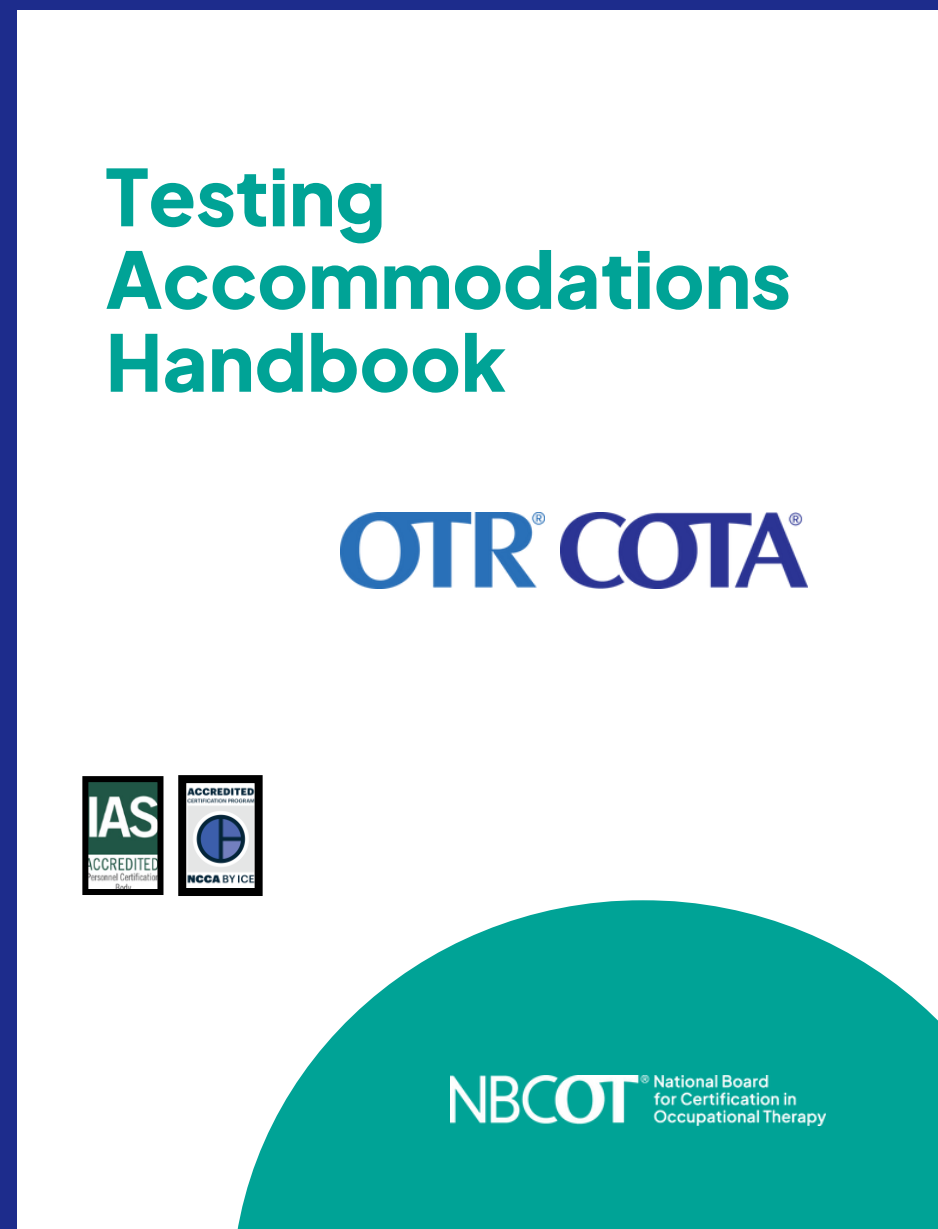 Testing
Accommodations
Handbook
OTR® COTA®
IAS
ACCREDITED
Personnel Certification
Body
ACCREDITED
CERTIFICATION PROGRAM
NCCA BY ICE
NBCOT® National Board
for Certification in
Occupational Therapy